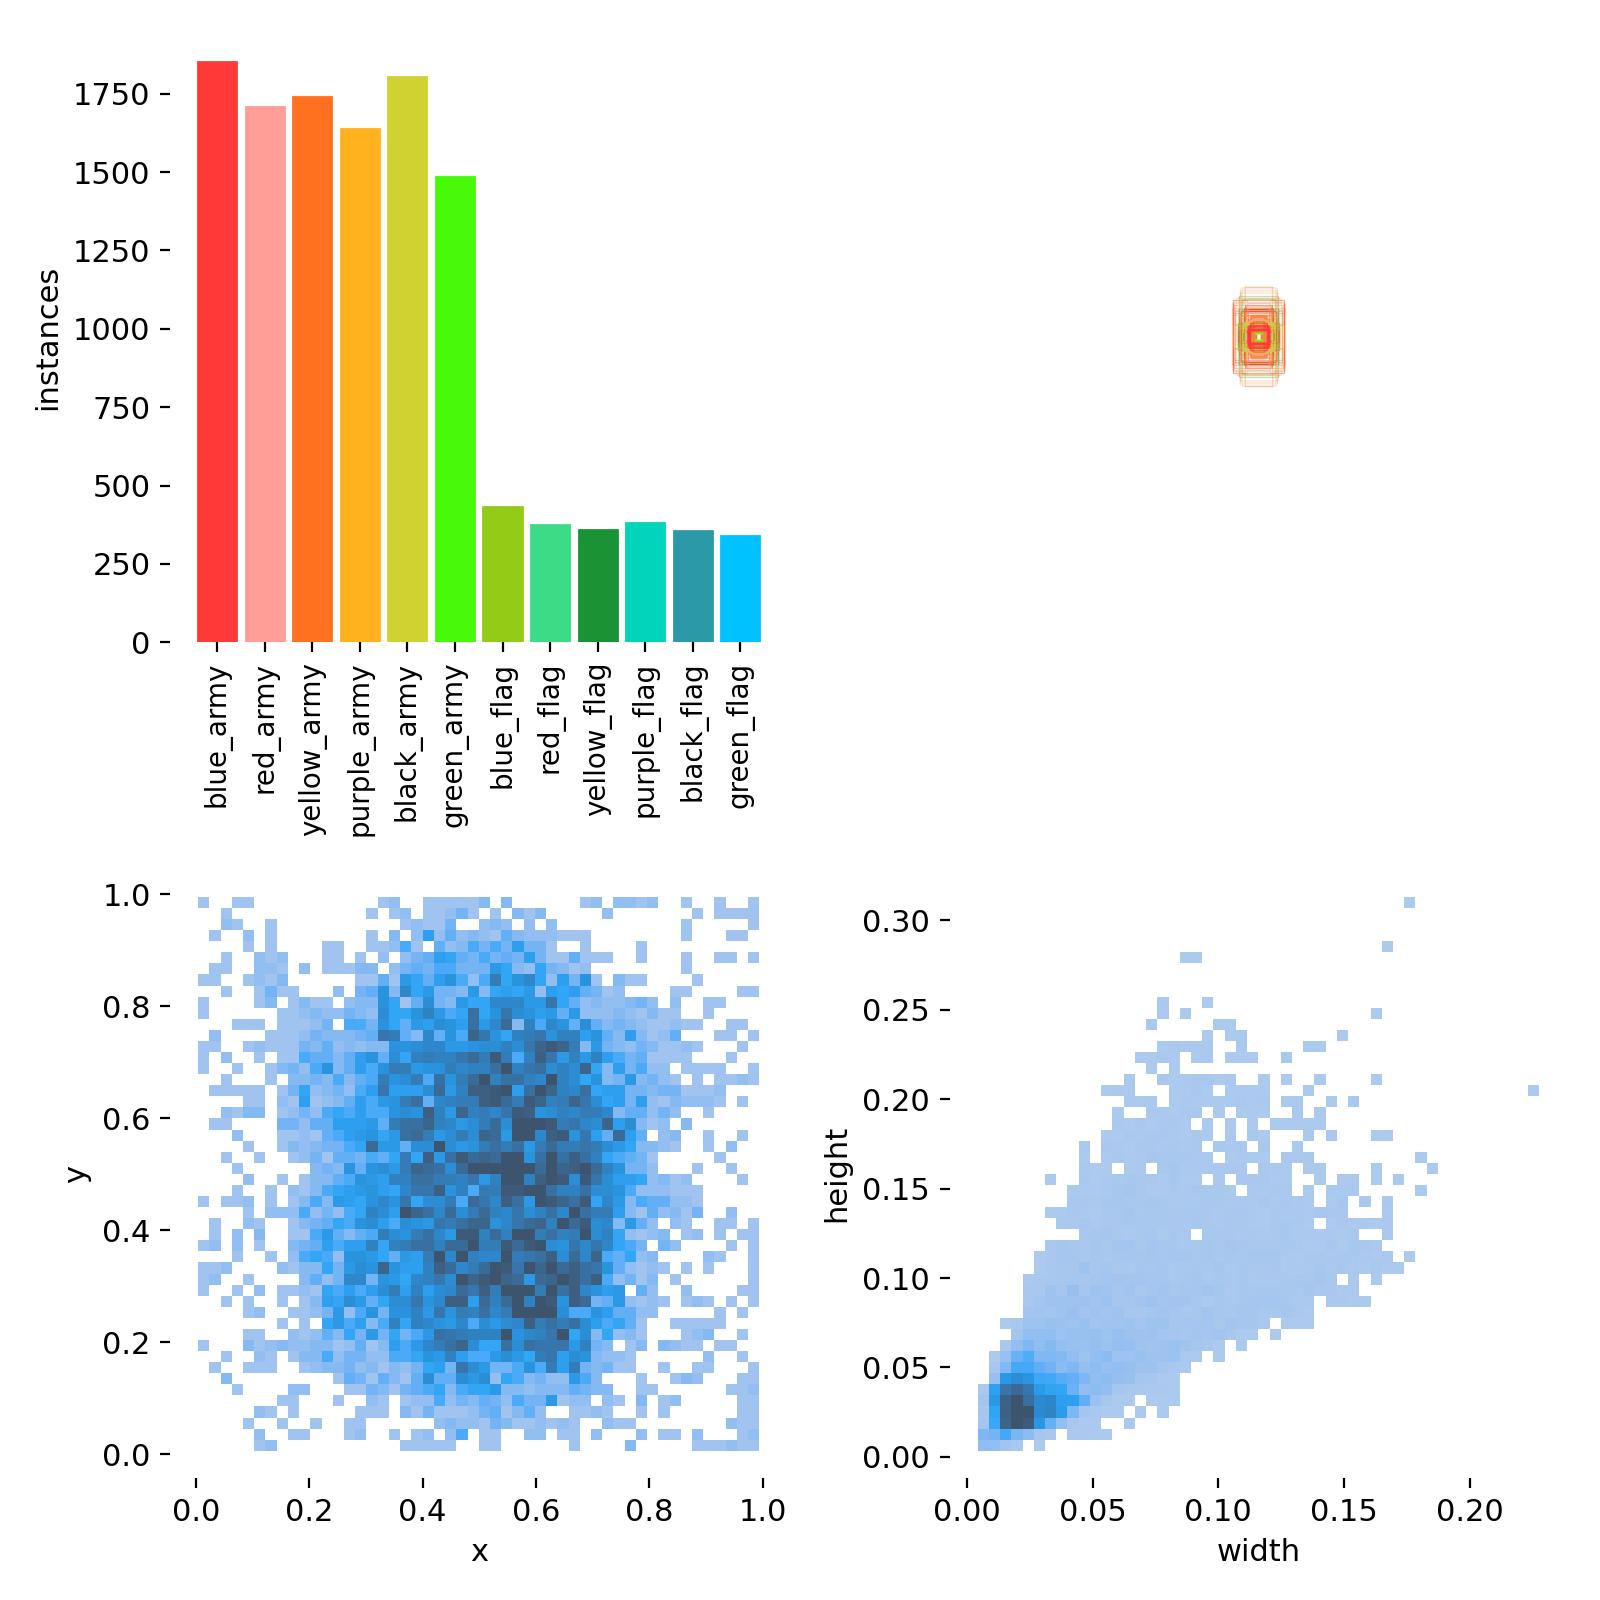 instances
1750
1500
1250
1000
750
500
250
0
blue_army
red_army
yellow_army
purple_army
black_army
green_army
blue_flag
red_flag
yellow_flag
purple_flag
black_flag
green_flag
y
1.0
0.8
0.6
0.4
0.2
0.0
0.0 0.2 0.4 0.6 0.8 1.0
x
height
0.30
0.25
0.20
0.15
0.10
0.05
0.00
0.00 0.05 0.10 0.15 0.20
width